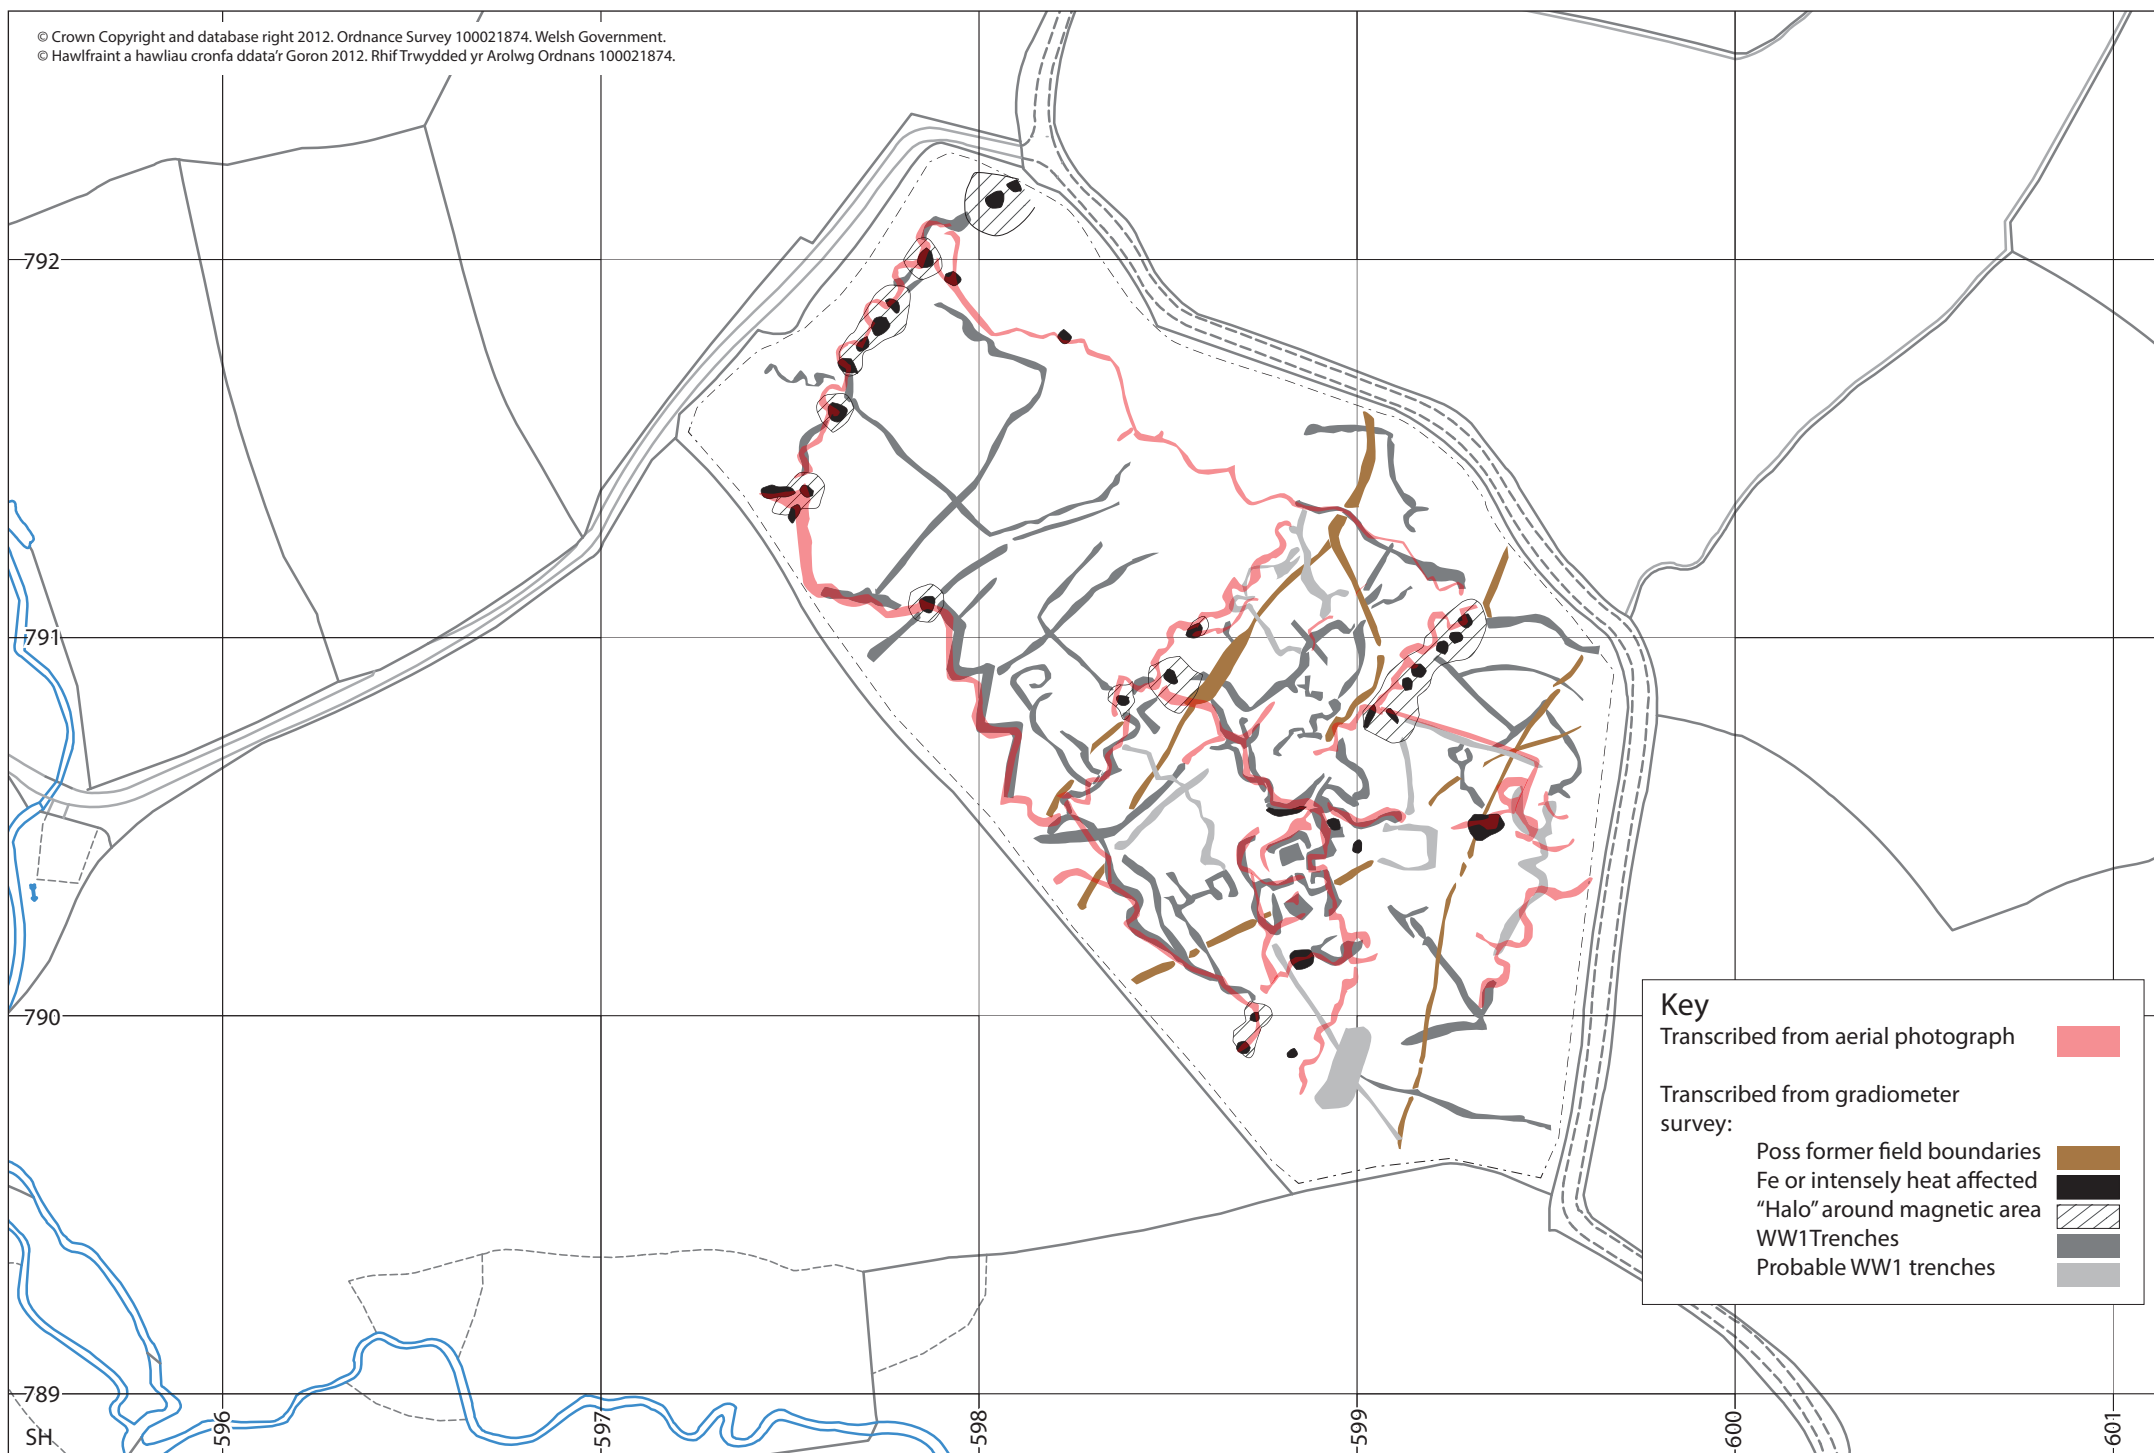 © Crown Copyright and database right 2012. Ordnance Survey 100021874. Welsh Government.
© Hawlfraint a hawliau cronfa ddata'r Goron 2012. Rhif Trwydded yr Arolwg Ordnans 100021874.
792
791
790
789
Key
Transcribed from aerial photograph
Transcribed from gradiometer
survey:
Poss former field boundaries
Fe or intensely heat affected
“Halo” around magnetic area
WW1Trenches
Probable WW1 trenches
SH
596
597
598
599
600
601